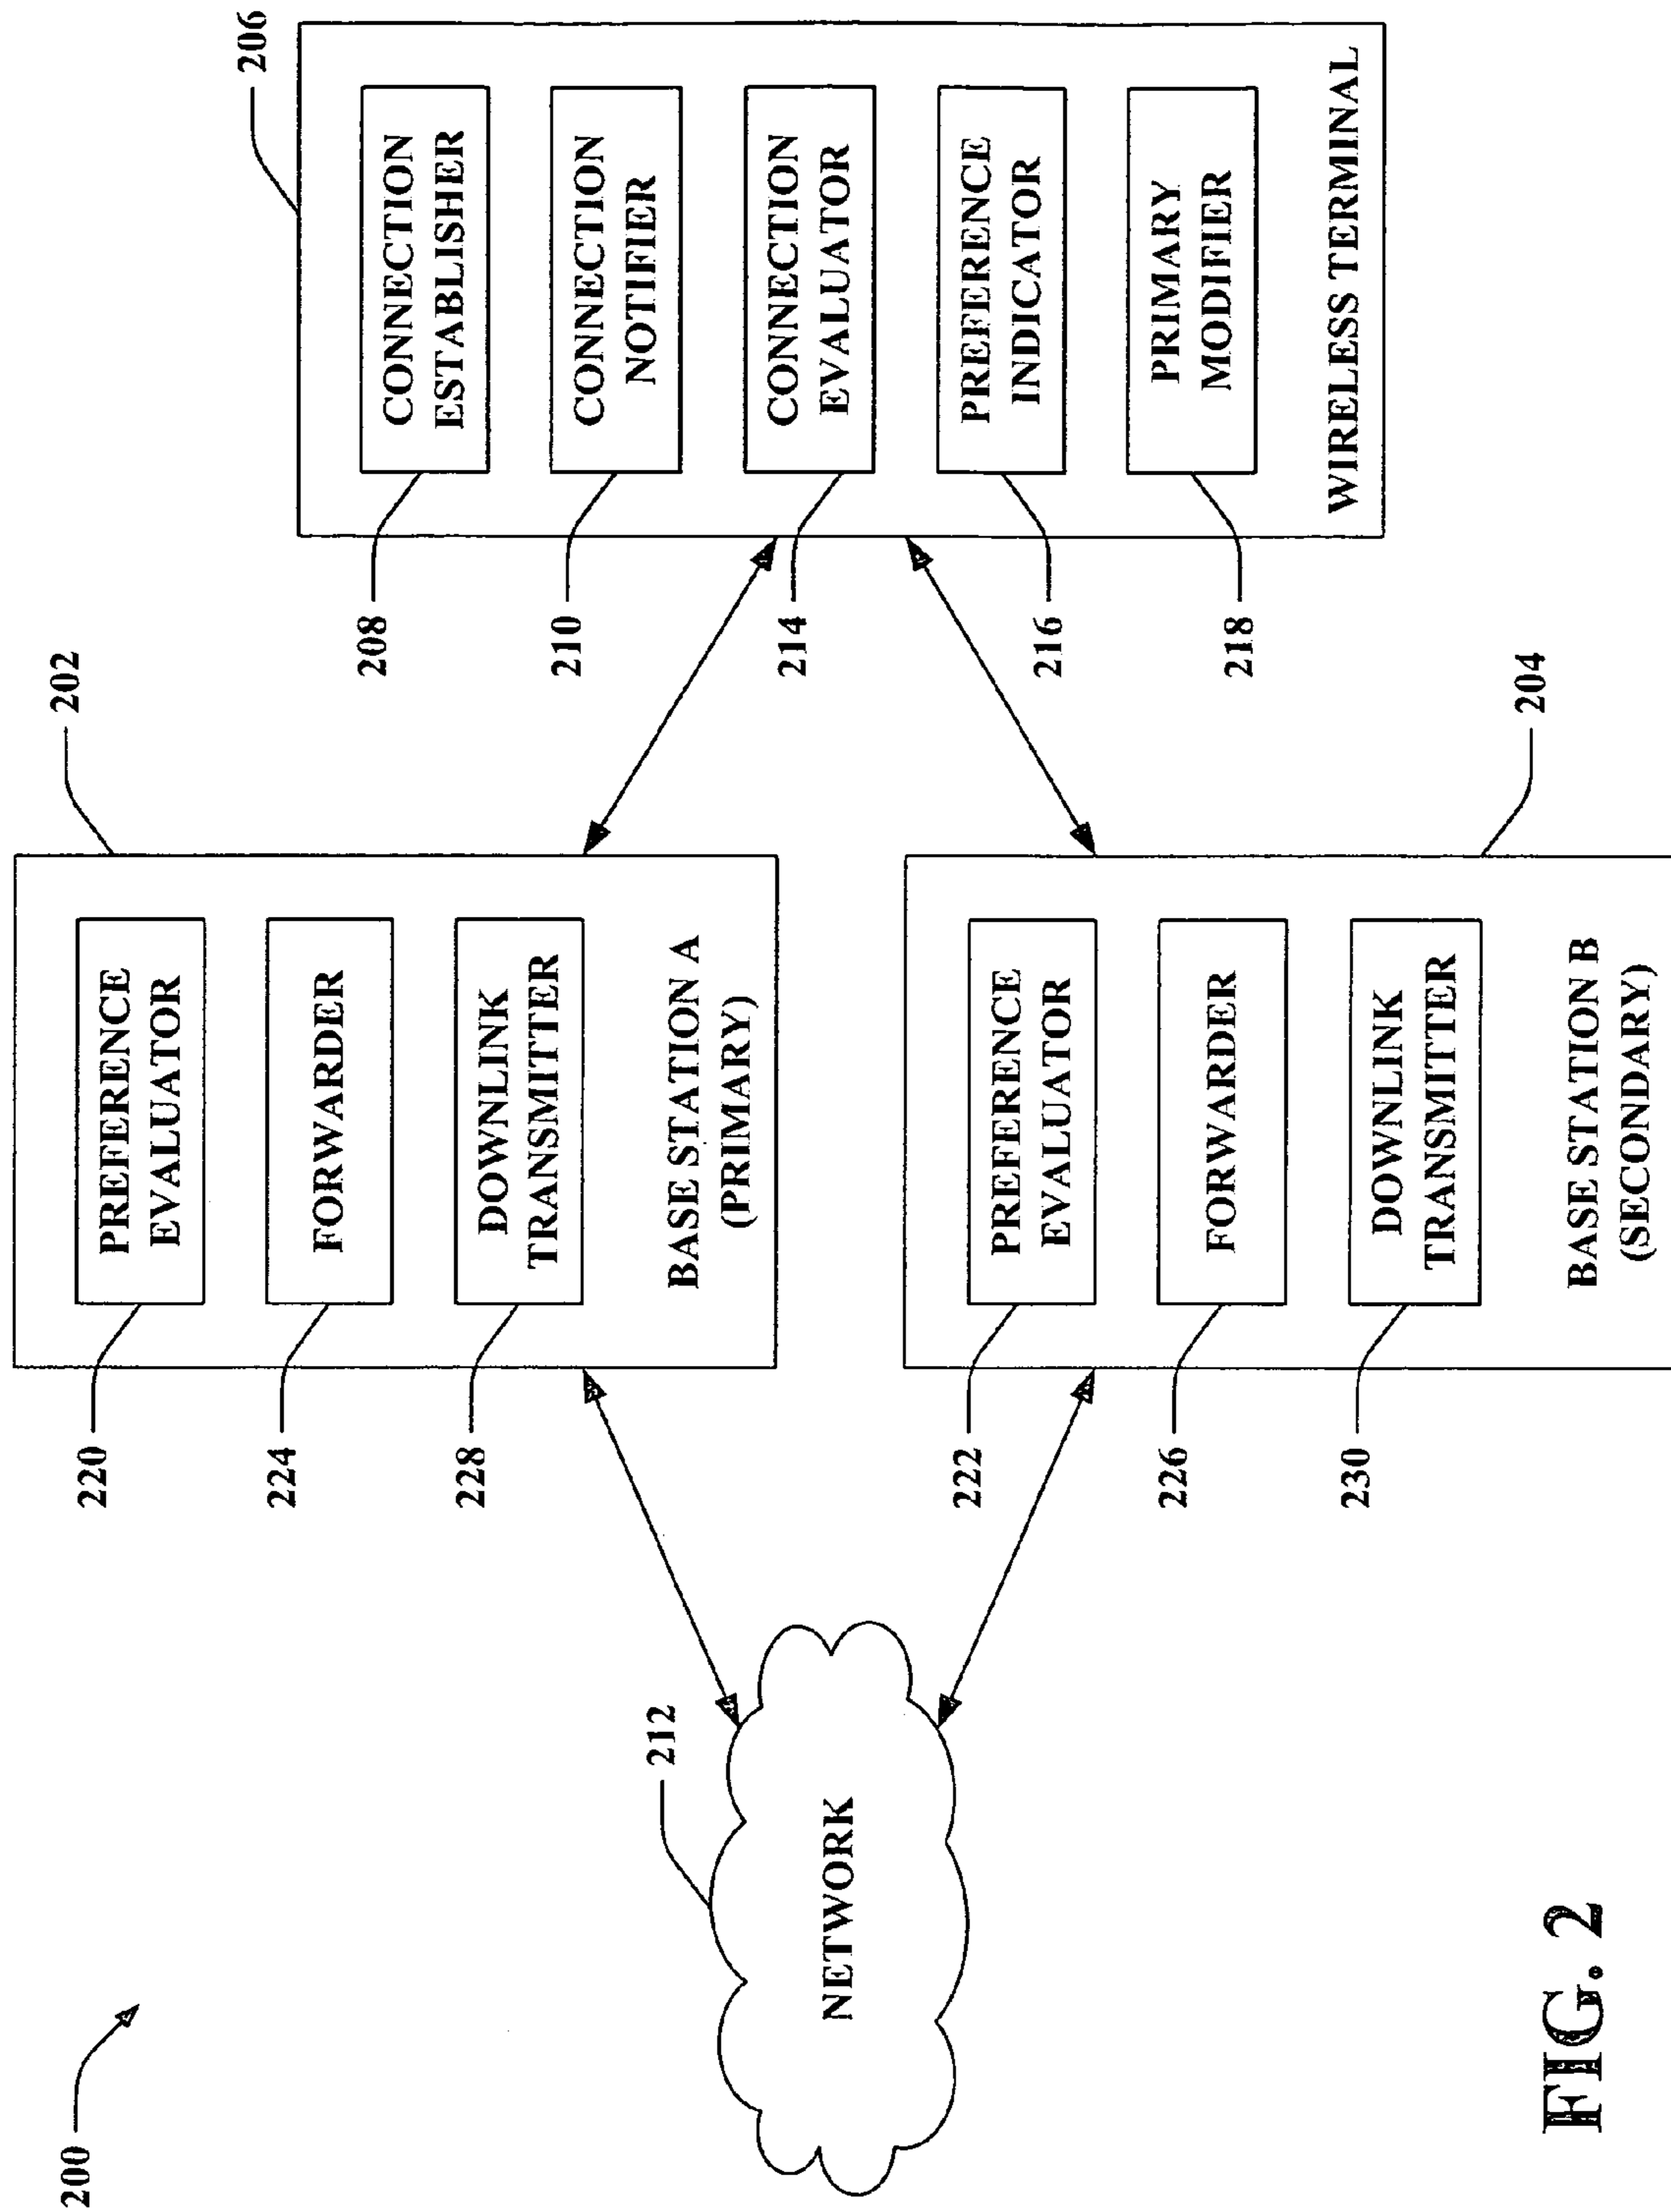 200
212
NETWORK
202
220
PREFERENCE
EVALUATOR
224
FORWARDER
228
DOWNLINK
TRANSMITTER
BASE STATION A
(PRIMARY)
222
PREFERENCE
EVALUATOR
226
FORWARDER
230
DOWNLINK
TRANSMITTER
BASE STATION B
(SECONDARY)
204
206
208
CONNECTION
ESTABLISHER
210
CONNECTION
NOTIFIER
214
CONNECTION
EVALUATOR
216
PREFERENCE
INDICATOR
218
PRIMARY
MODIFIER
WIRELESS TERMINAL
FIG. 2